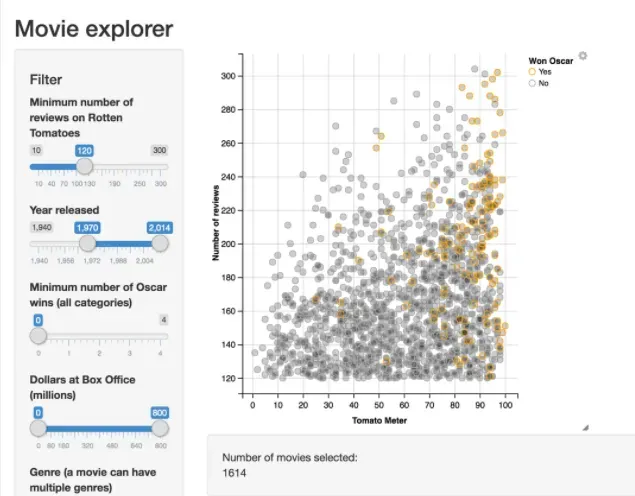 Movie explorer
Filter
Minimum number of
reviews on Rotten
Tomatoes
10 120 300
10 40 70 100 130 190 250 300
Year released
1,940 1,970 2,014
1,940 1,956 1,972 1,988 2,004
Minimum number of Oscar
wins (all categories)
0 4
0 1 2 3 4
Dollars at Box Office
(millions)
0 800
0 80 160 320 480 640 800
Genre (a movie can have
multiple genres)
Won Oscar
Yes
No
Number of reviews
300
280
260
240
220
200
180
160
140
120
0 10 20 30 40 50 60 70 80 90 100
Tomato Meter
Number of movies selected:
1614